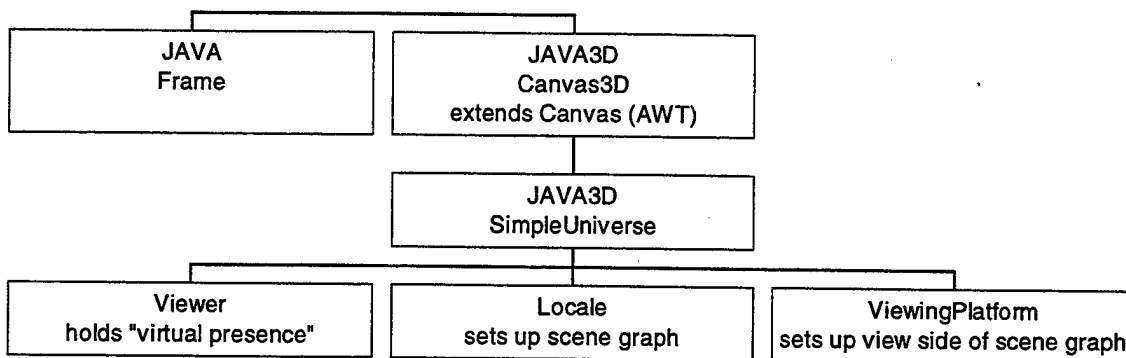 JAVA
Frame
JAVA3D
Canvas3D
extends Canvas (AWT)
JAVA3D
SimpleUniverse
Viewer
holds "virtual presence"
Locale
sets up scene graph
ViewingPlatform
sets up view side of scene graph